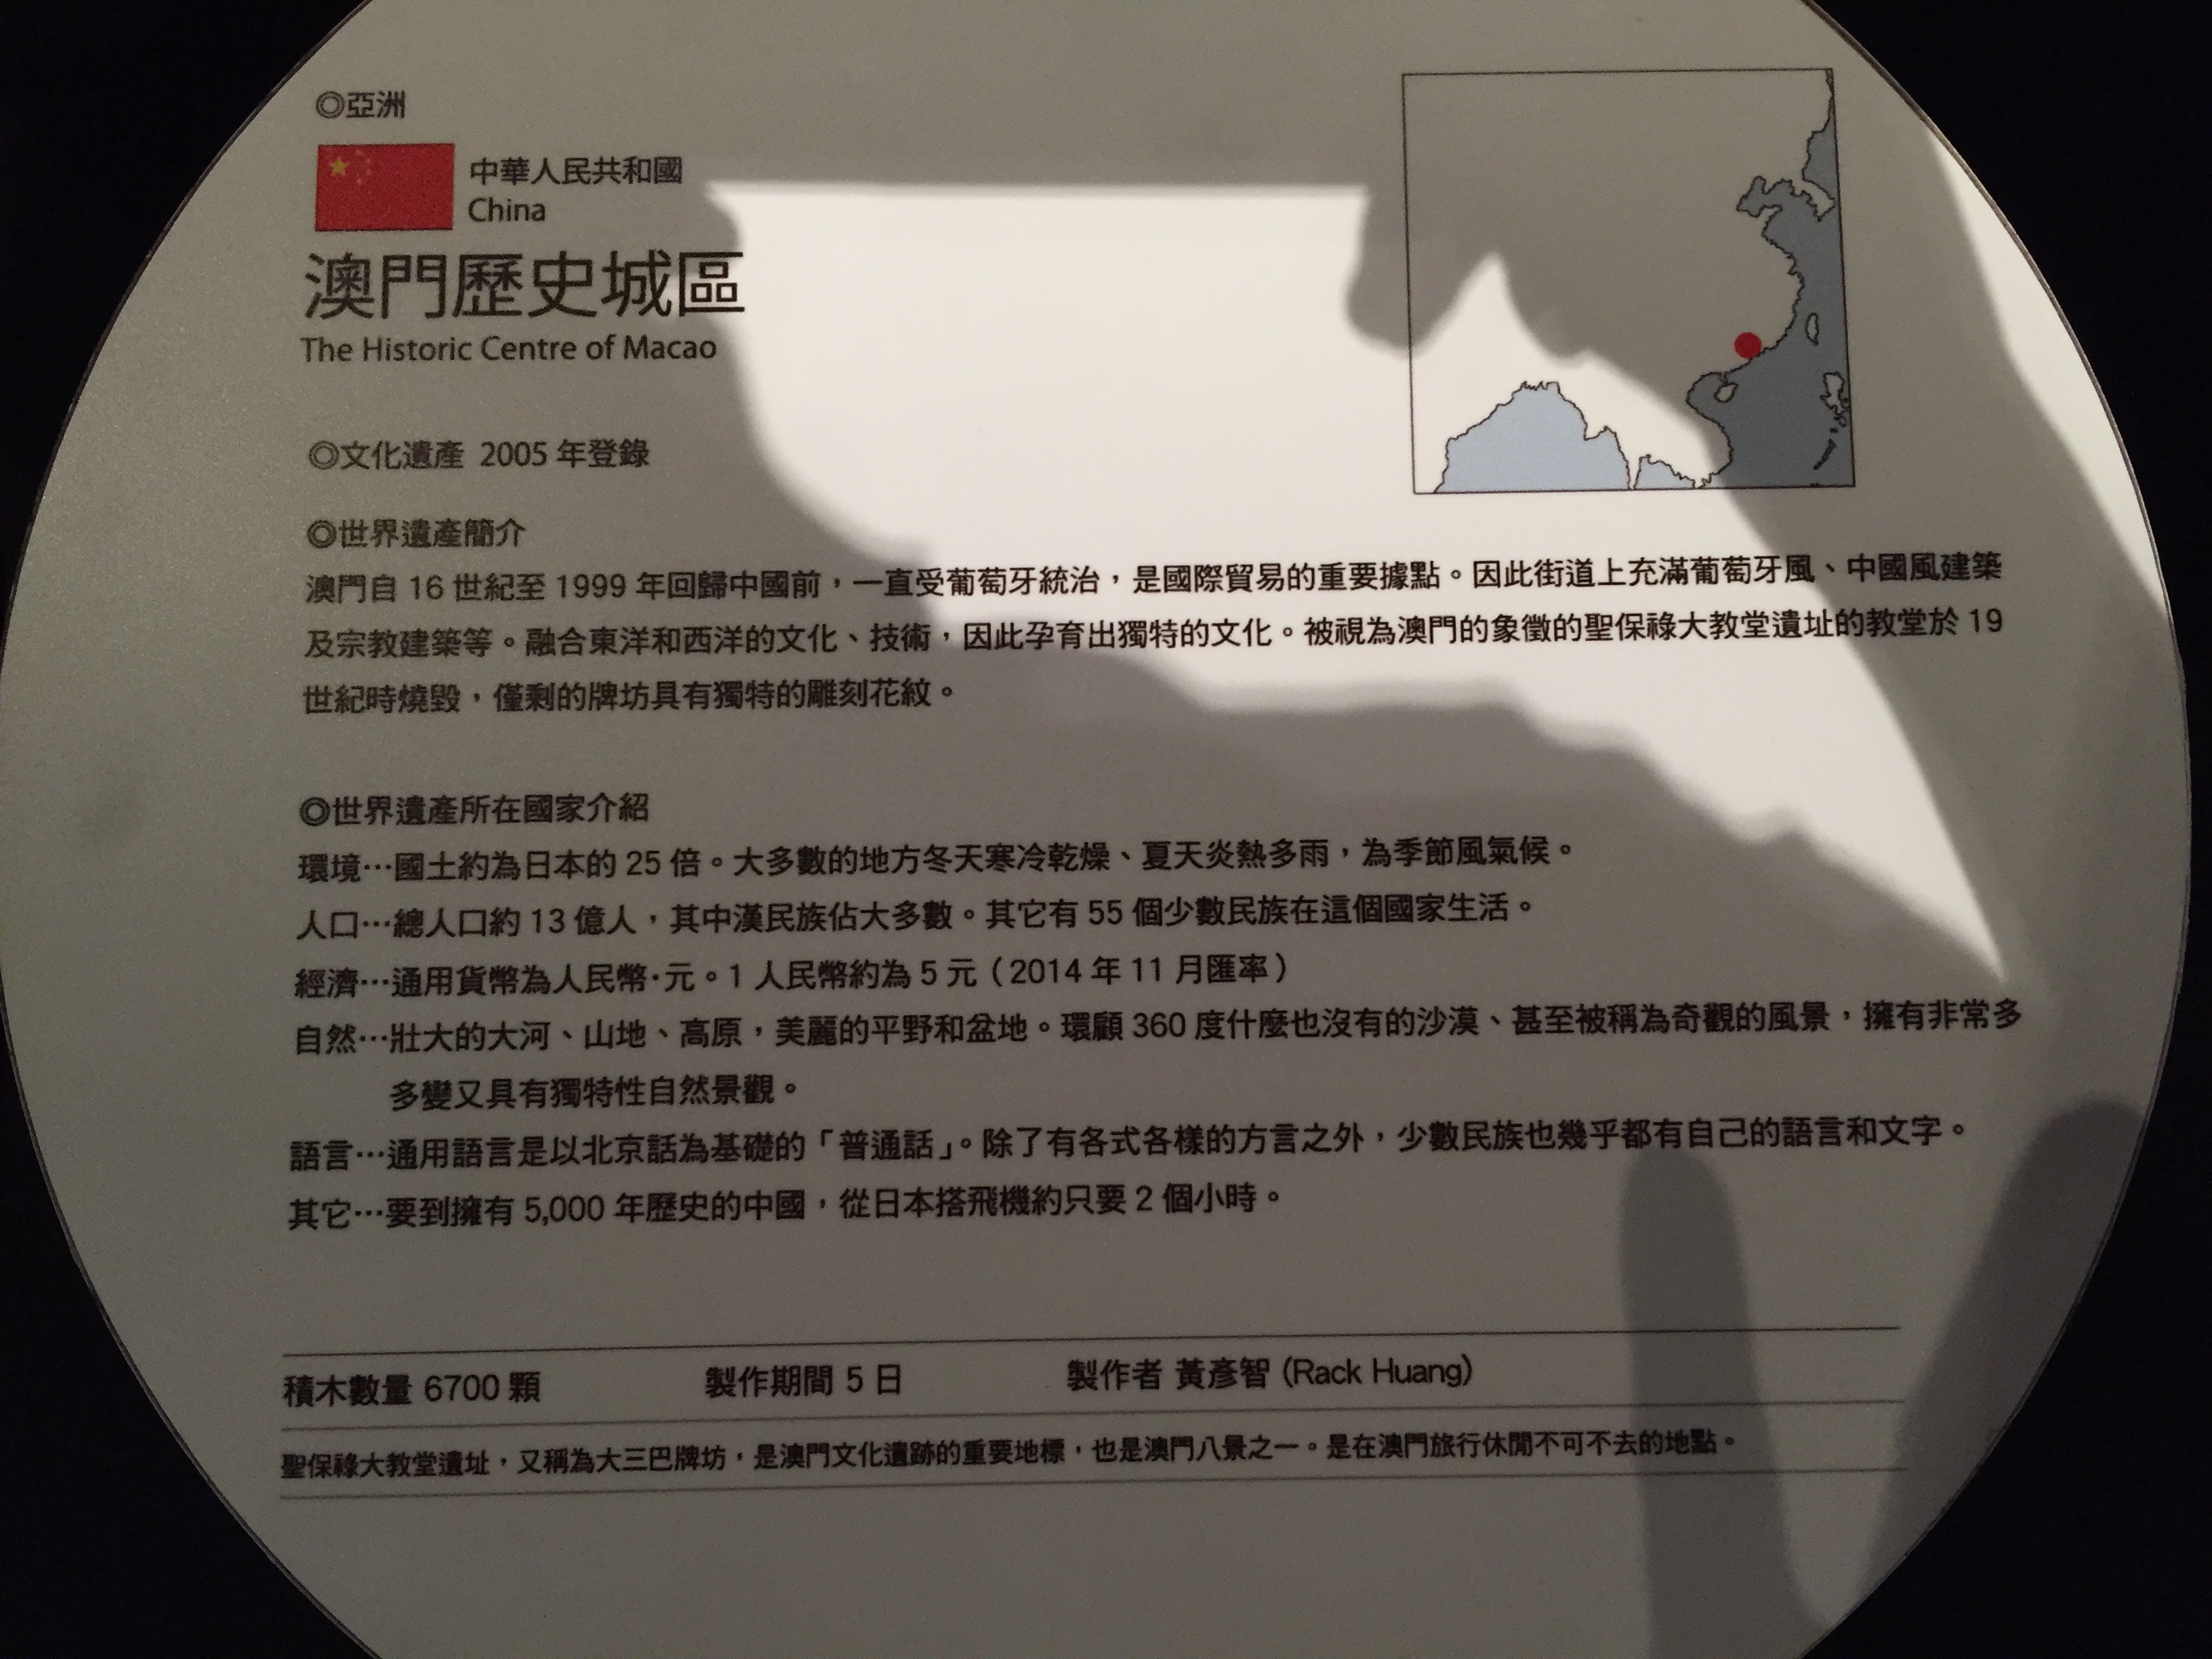 ◎亞洲
中華人民共和國
China
澳門歷史城區
The Historic Centre of Macao
◎文化遺產 2005 年登錄
◎世界遺產簡介
澳門自 16 世紀至 1999 年回歸中國前，一直受葡萄牙統治，是國際貿易的重要據點。因此街道上充滿葡萄牙風、中國風建築
及宗教建築等。融合東洋和西洋的文化、技術，因此孕育出獨特的文化。被視為澳門的象徵的聖保祿大教堂遺址的教堂於 19
世紀時燒毀，僅剩的牌坊具有獨特的雕刻花紋。
◎世界遺產所在國家介紹
環境…國土約為日本的 25 倍。大多數的地方冬天寒冷乾燥、夏天炎熱多雨，為季節風氣候。
人口…總人口約 13 億人，其中漢民族佔大多數。其它有 55 個少數民族在這個國家生活。
經濟…通用貨幣為人民幣·元。1 人民幣約為 5 元（2014 年 11 月匯率）
自然…壯大的大河、山地、高原，美麗的平野和盆地。環顧 360 度什麼也沒有的沙漠、甚至被稱為奇觀的風景，擁有非常多
多變又具有獨特性自然景觀。
語言…通用語言是以北京話為基礎的「普通話」。除了有各式各樣的方言之外，少數民族也幾乎都有自己的語言和文字。
其它…要到擁有 5,000 年歷史的中國，從日本搭飛機約只要 2 個小時。
積木數量 6700 顆 製作期間 5 日 製作者 黃彥智 (Rack Huang)
聖保祿大教堂遺址，又稱為大三巴牌坊，是澳門文化遺跡的重要地標，也是澳門八景之一。是在澳門旅行休閒不可不去的地點。